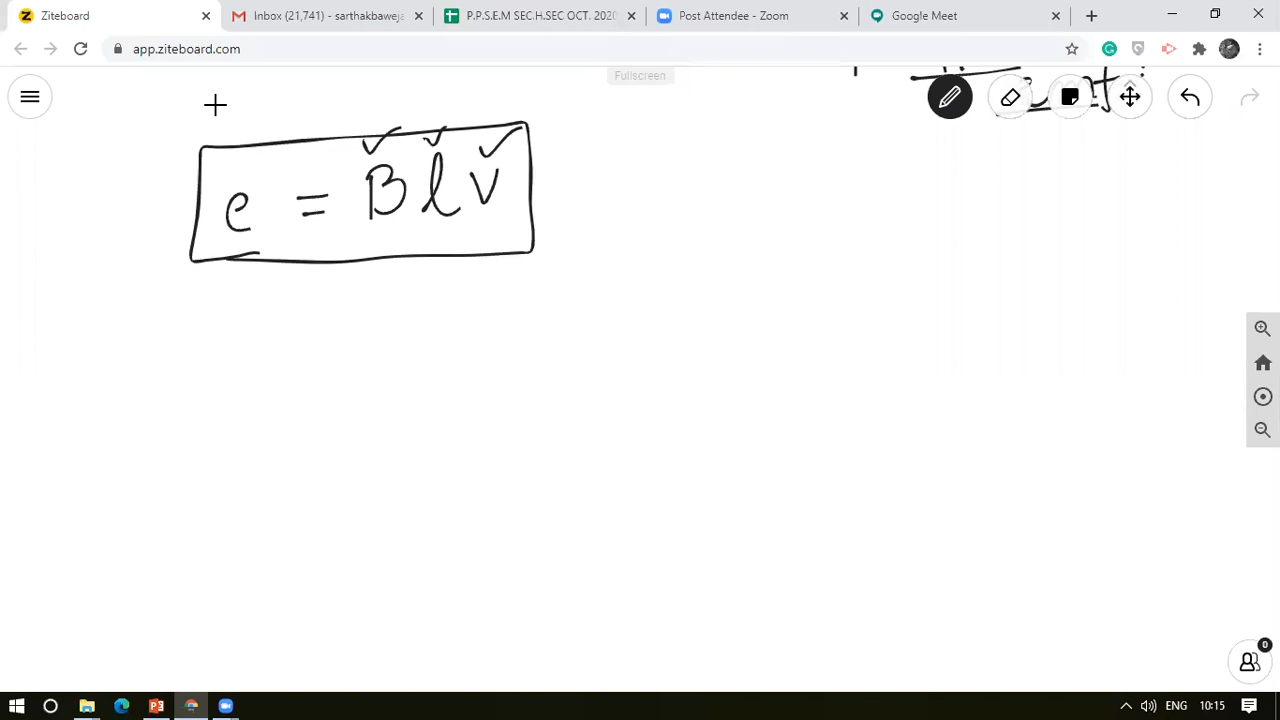 Ziteboard
Inbox (21,741) - sarthakbaweja
P.P.S.E.M SEC.H.SEC OCT. 2020
Post Attendee - Zoom
Google Meet
app.ziteboard.com
Fullscreen
e = B l v
0
ENG
10:15